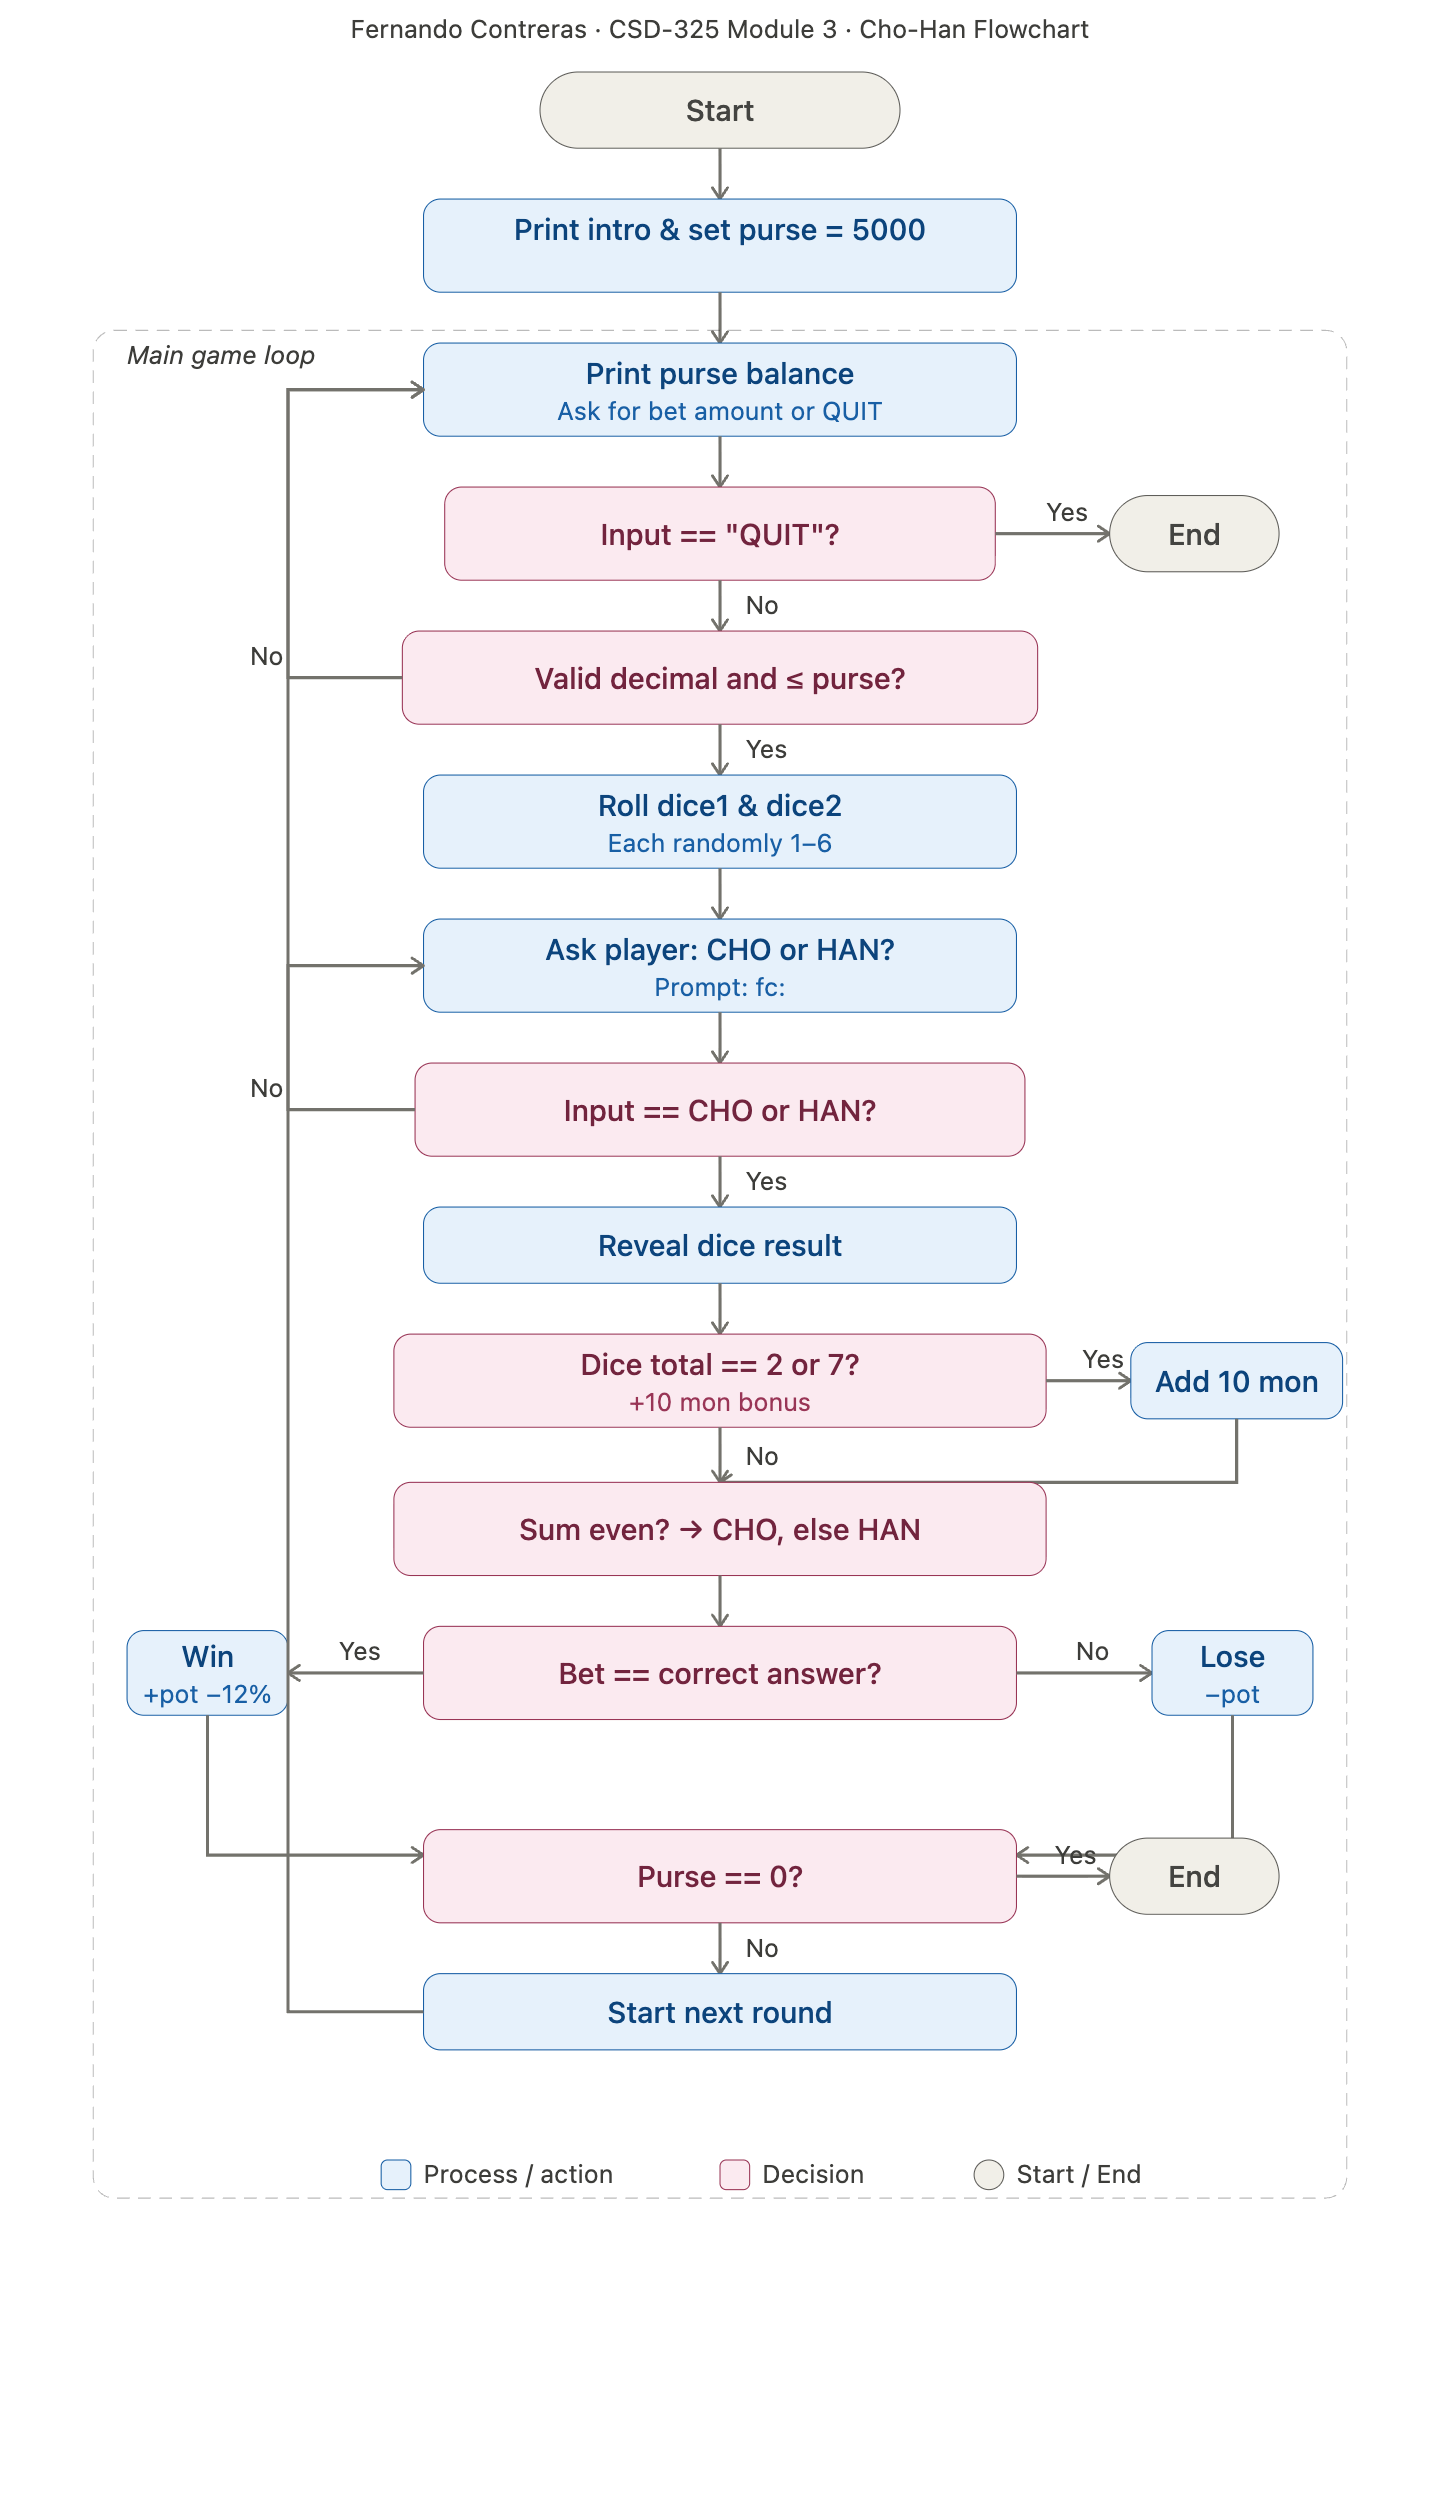 Fernando Contreras · CSD-325 Module 3 · Cho-Han Flowchart
Start
Print intro & set purse = 5000
Main game loop
Print purse balance
Ask for bet amount or QUIT
Input == "QUIT"?
Yes
End
No
No
Valid decimal and ≤ purse?
Yes
Roll dice1 & dice2
Each randomly 1–6
Ask player: CHO or HAN?
Prompt: fc:
No
Input == CHO or HAN?
Yes
Reveal dice result
Dice total == 2 or 7?
+10 mon bonus
Yes
Add 10 mon
No
Sum even? → CHO, else HAN
Win
+pot –12%
Yes
Bet == correct answer?
No
Lose
–pot
Purse == 0?
Yes
End
No
Start next round
Process / action
Decision
Start / End